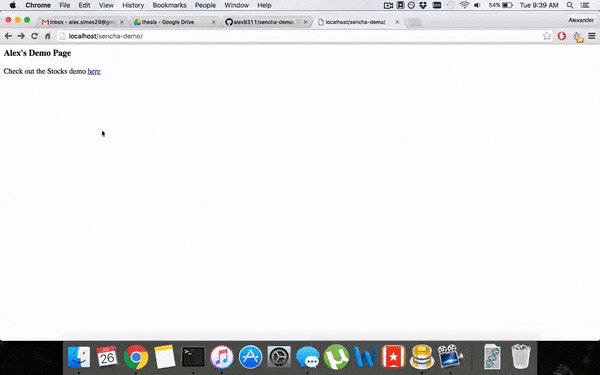 Chrome File Edit View History Bookmarks People Window Help 54% Tue 9:39 AM
Inbox - alex.simes29@gm thesis - Google Drive alex9311/sencha-demo: localhost/sencha-demo/ Alexander
localhost/sencha-demo/
Alex's Demo Page
Check out the Stocks demo here
26